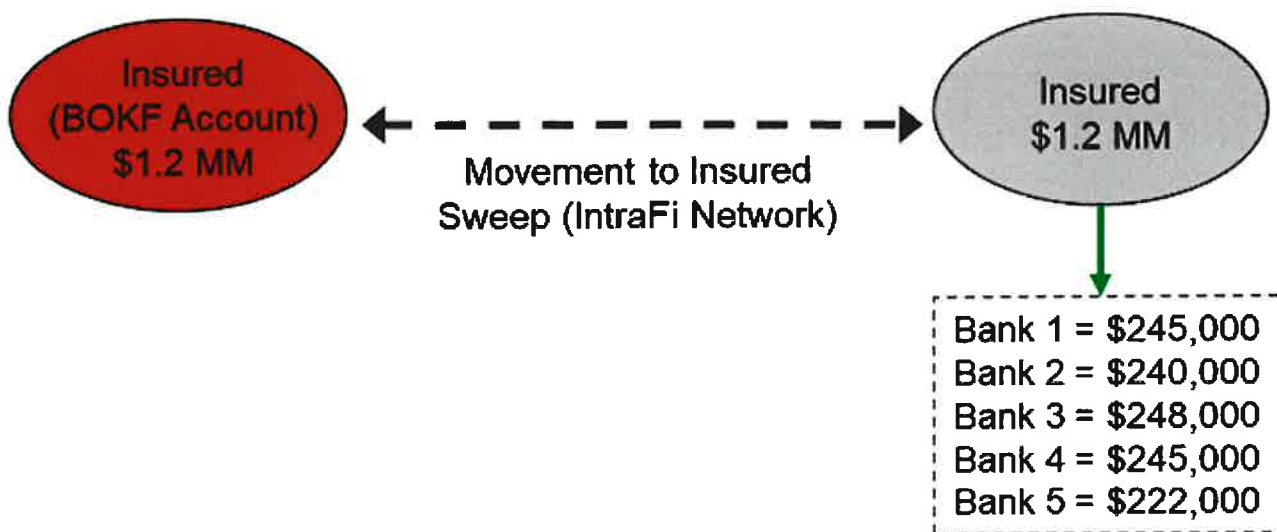 Insured
(BOKF Account)
$1.2 MM
Movement to Insured
Sweep (IntraFi Network)
Insured
$1.2 MM
Bank 1 = $245,000
Bank 2 = $240,000
Bank 3 = $248,000
Bank 4 = $245,000
Bank 5 = $222,000